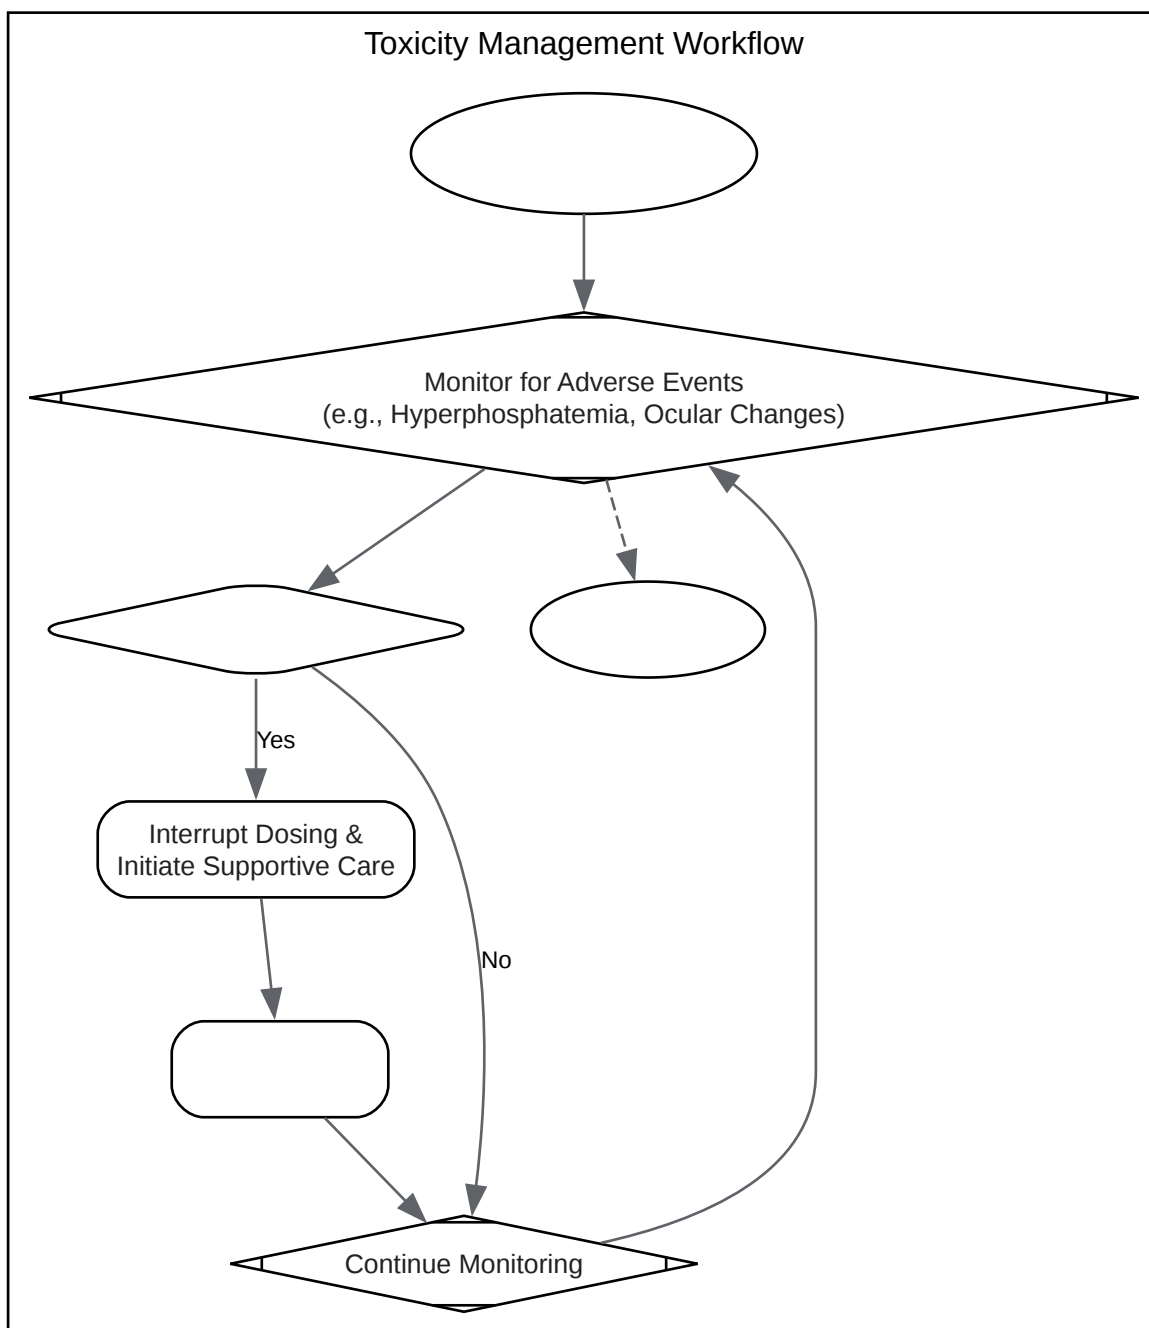 Toxicity Management Workflow
Monitor for Adverse Events
(e.g., Hyperphosphatemia, Ocular Changes)
Yes
Interrupt Dosing &
Initiate Supportive Care
No
Continue Monitoring